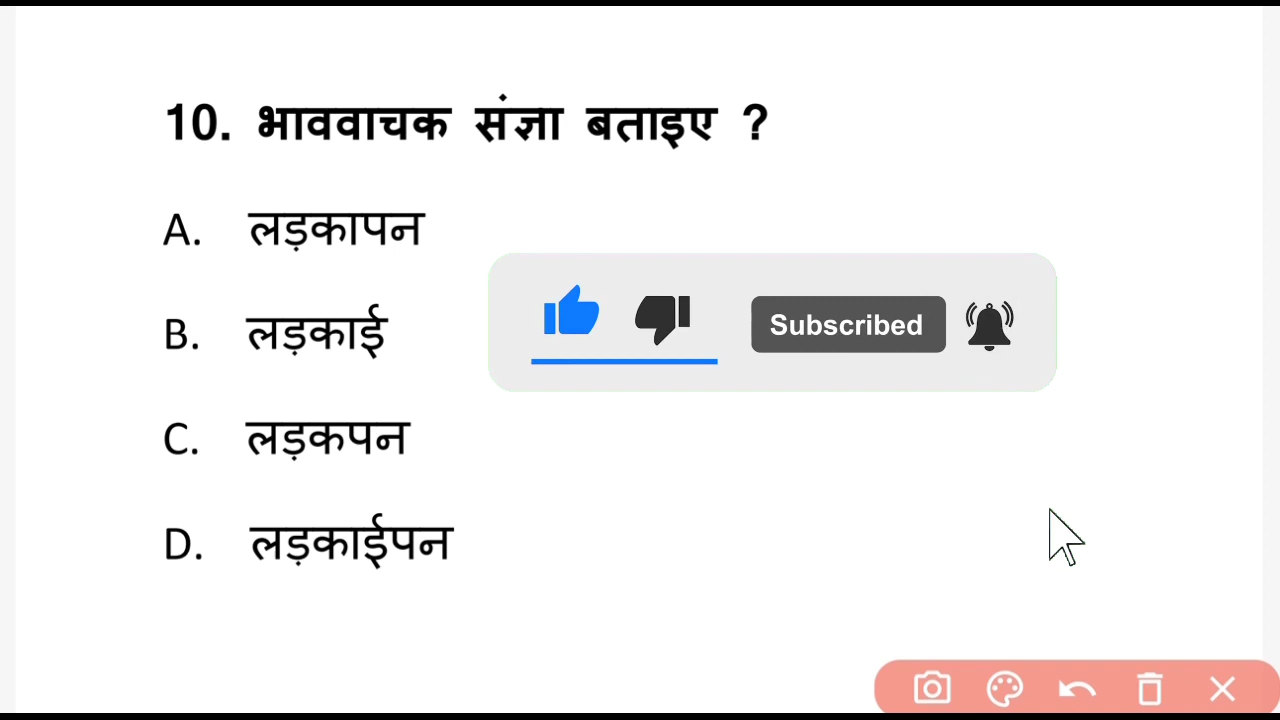 10. भाववाचक संज्ञा बताइए ?
A. लड़कापन
B. लड़काई
Subscribed
C. लड़कपन
D. लड़काईपन